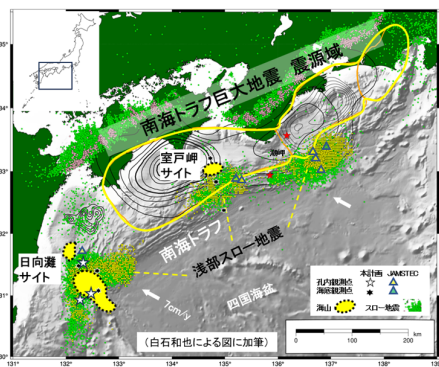 35°
34°
33°
32°
31°
30°
南海トラフ巨大地震 震源域
室戸岬
サイト
潮岬
日向灘
サイト
南海トラフ
浅部スロー地震
四国海盆
7cm/y
本計画 JAMSTEC
孔内観測点
海底観測点
海山 スロー地震
(白石和也による図に加筆)
km
0 100 200
131° 132° 133° 134° 135° 136° 137° 138° 139°